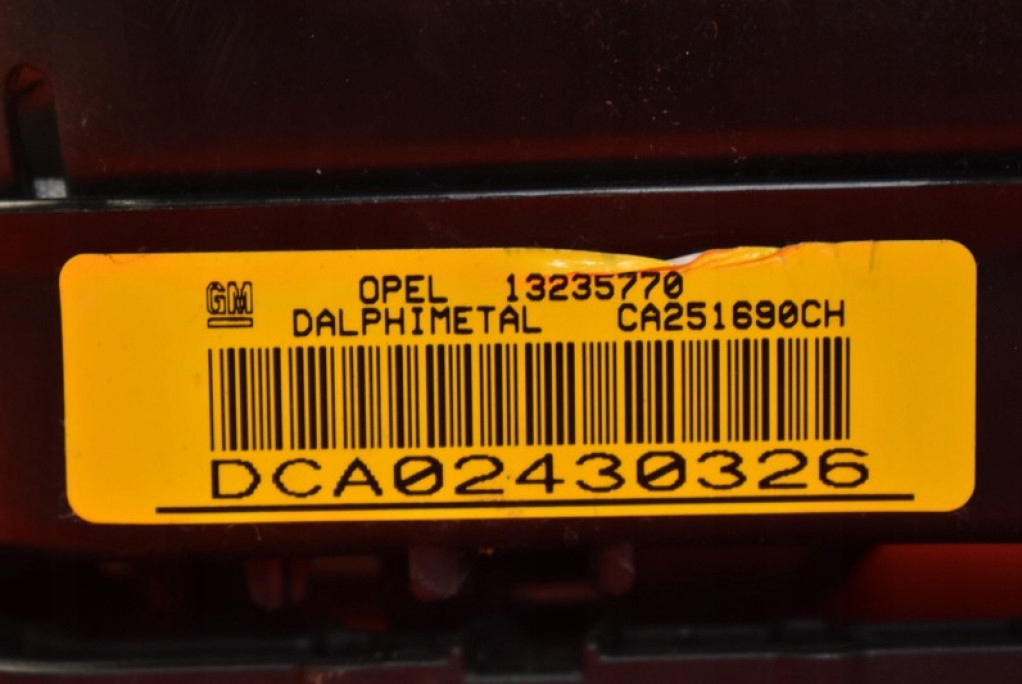 GM OPEL 13235770
DALPHIMETAL CA251690CH
DCA02430326